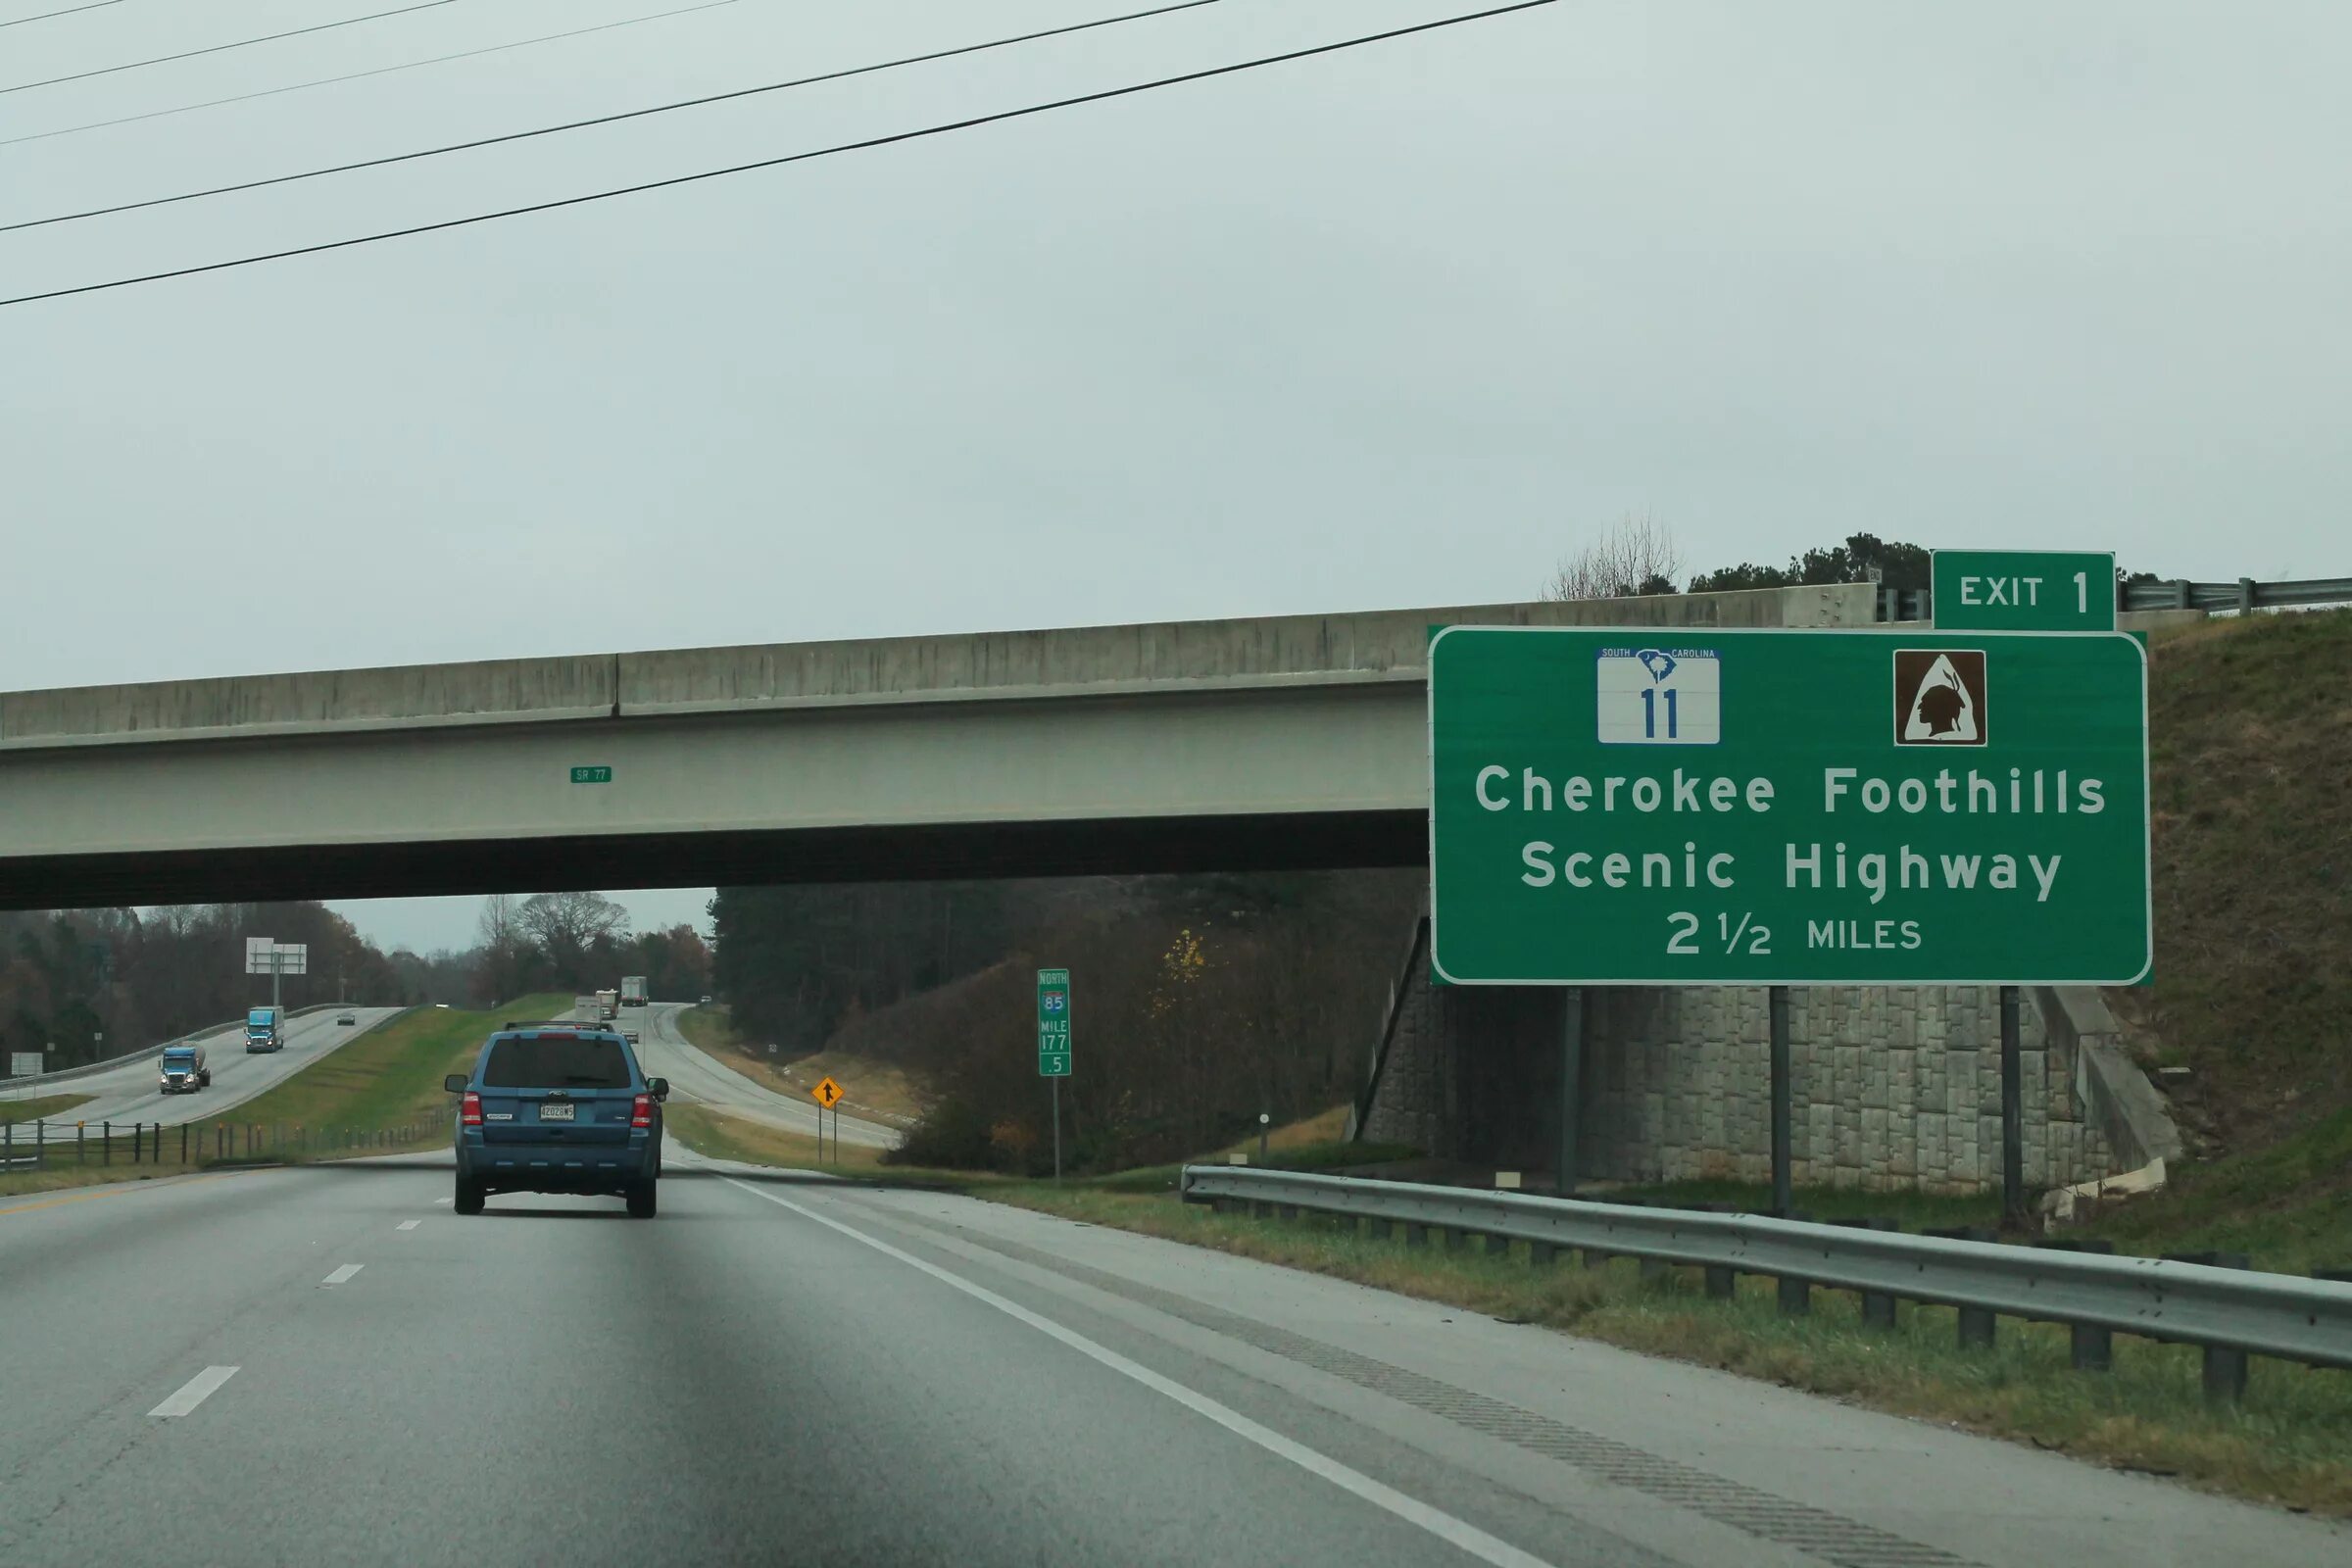 EXIT 1
SOUTH CAROLINA
11
Cherokee Foothills
Scenic Highway
2 1/2 MILES
SR 77
NORTH
85
MILE
177
.5